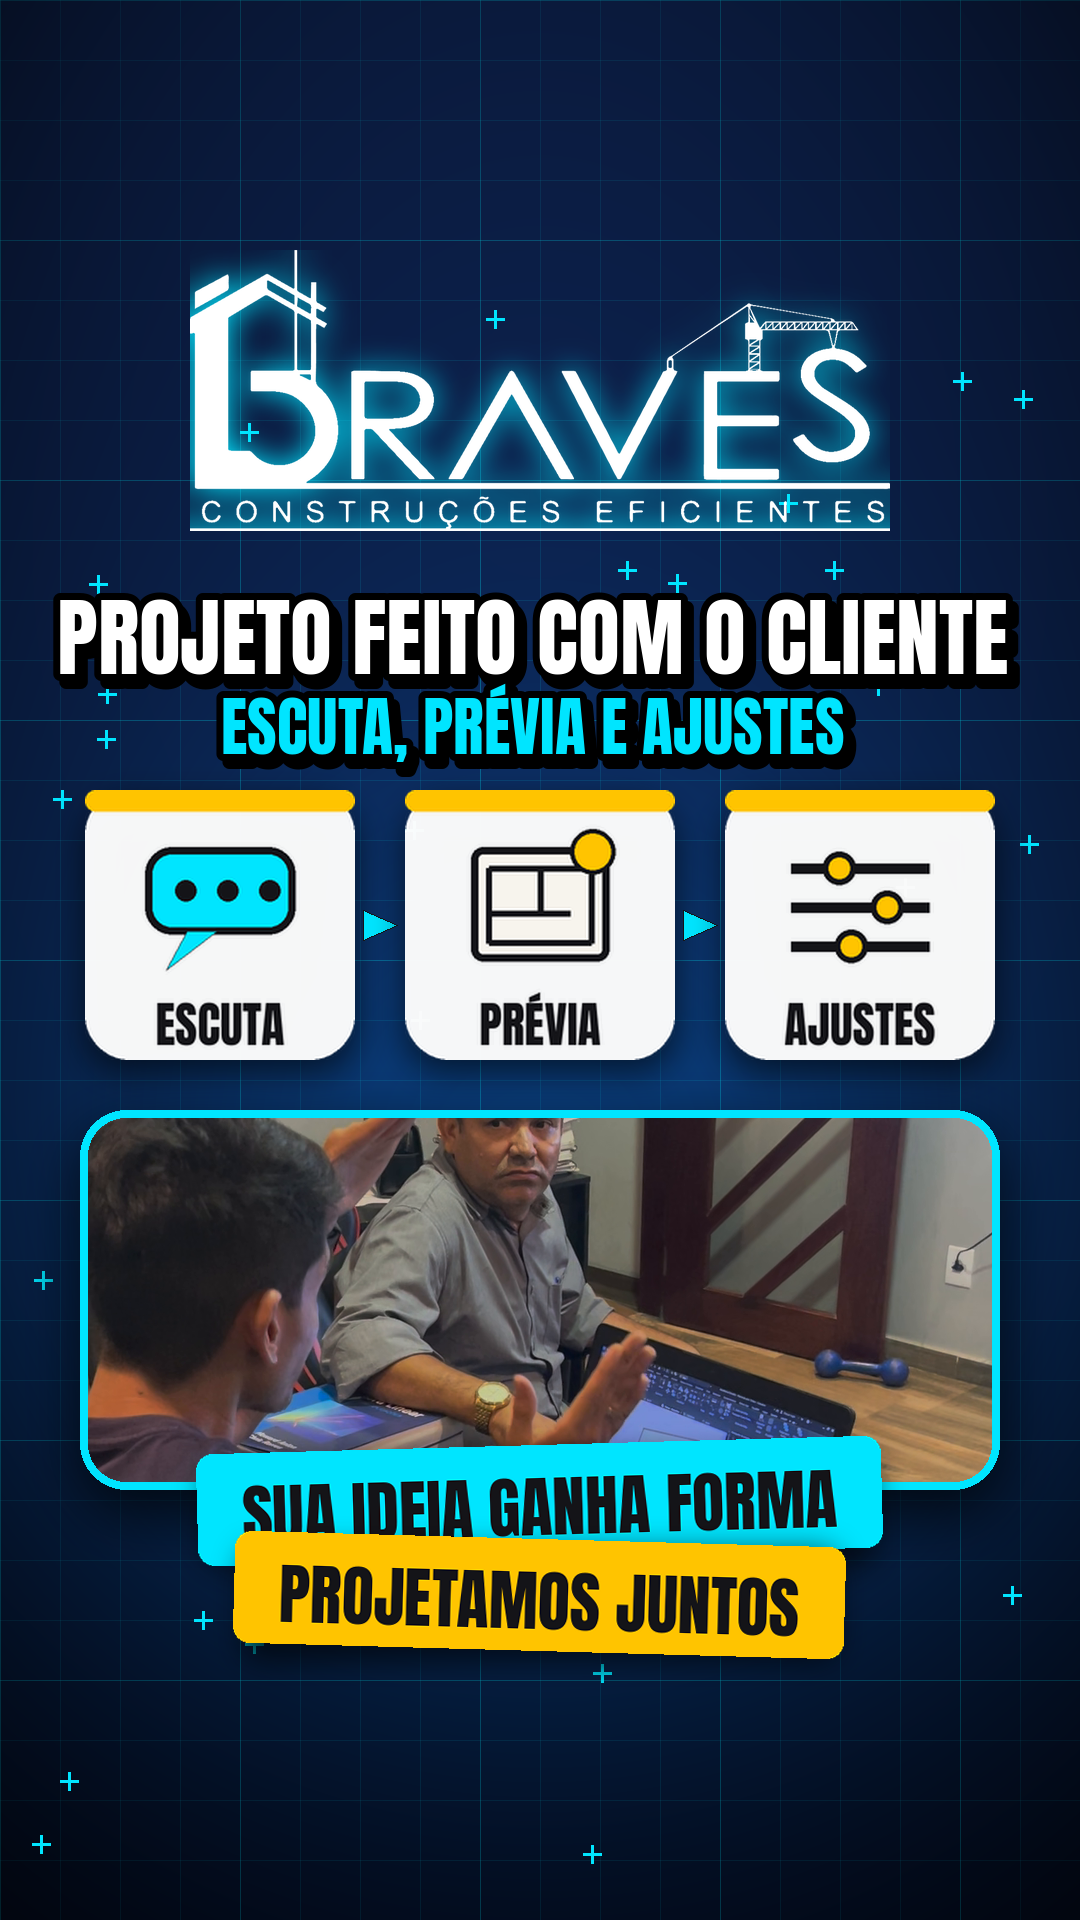 BRAVES
CONSTRUÇÕES EFICIENTES
PROJETO FEITO COM O CLIENTE
ESCUTA, PRÉVIA E AJUSTES
ESCUTA
PRÉVIA
AJUSTES
SUA IDEIA GANHA FORMA
PROJETAMOS JUNTOS